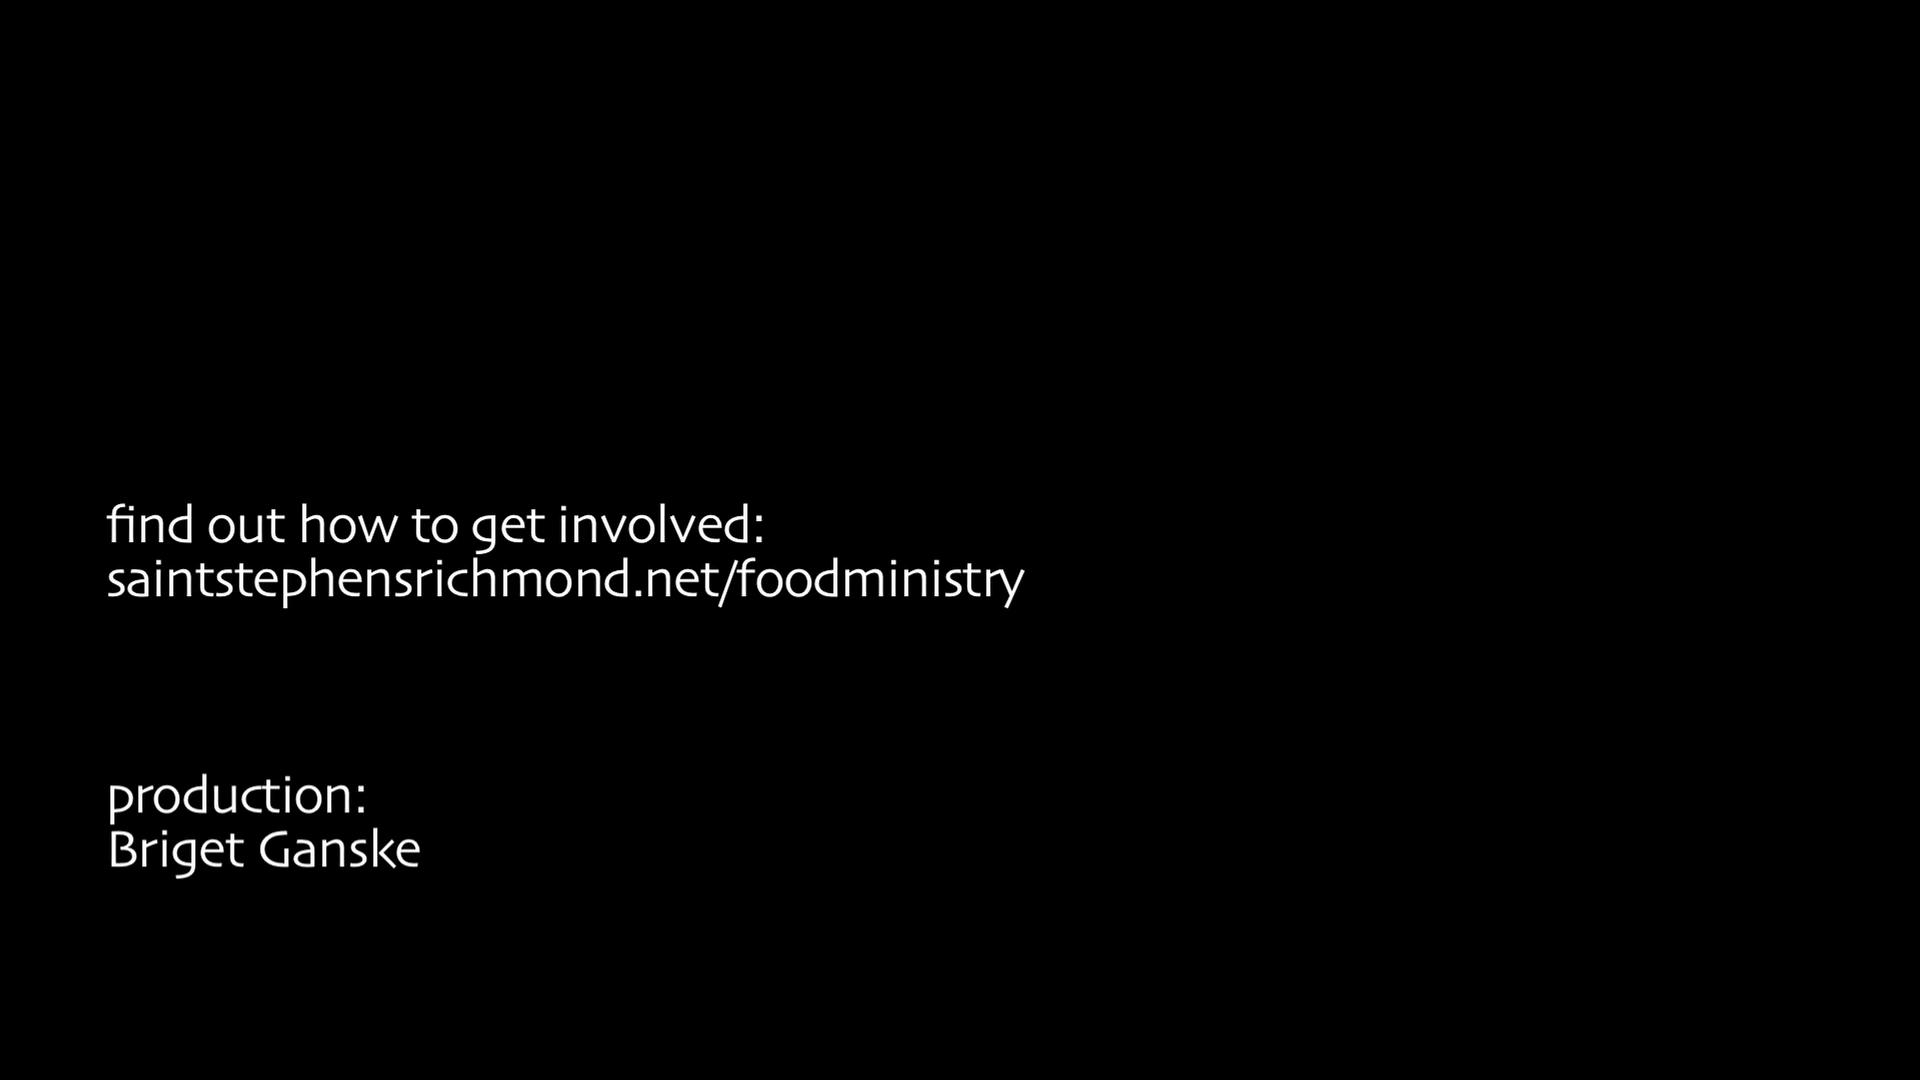 find out how to get involved:
saintstephensrichmond.net/foodministry
production:
Briget Ganske